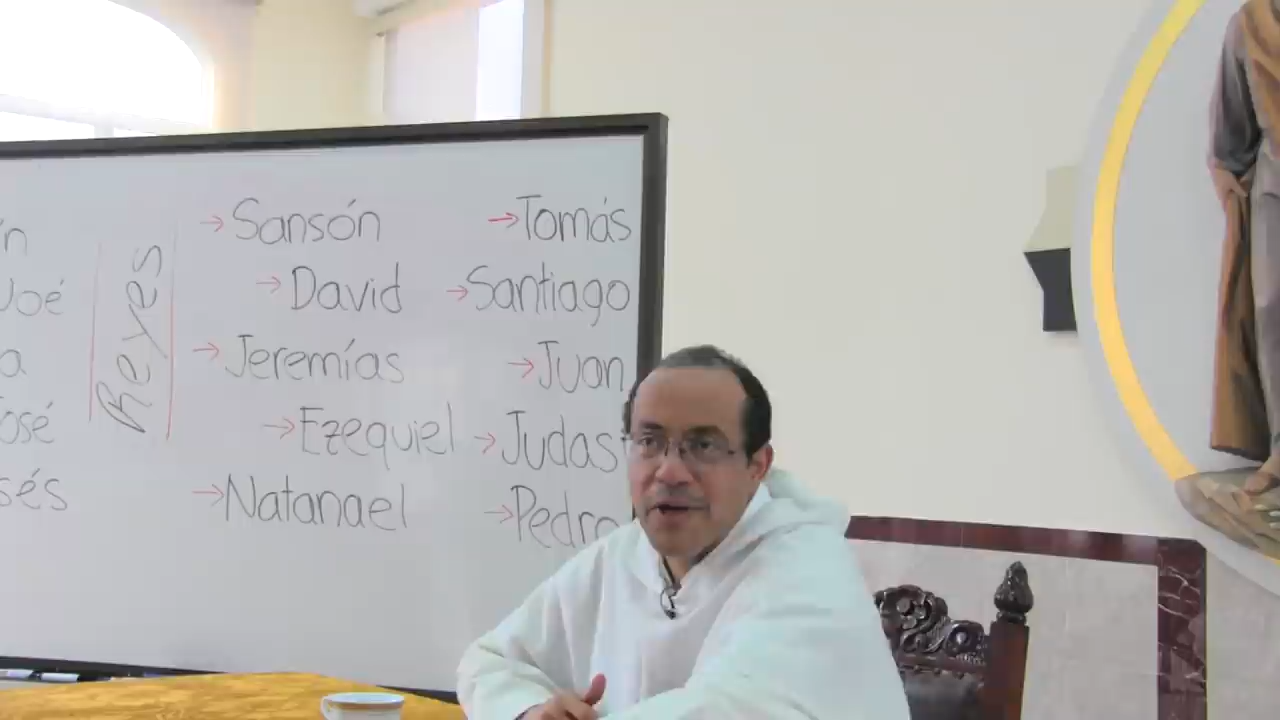 Reyes
→Sansón
→David
→Jeremías
→Ezequiel
→Natanael
→Tomás
→Santiago
→Juan
→Judas
→Pedro